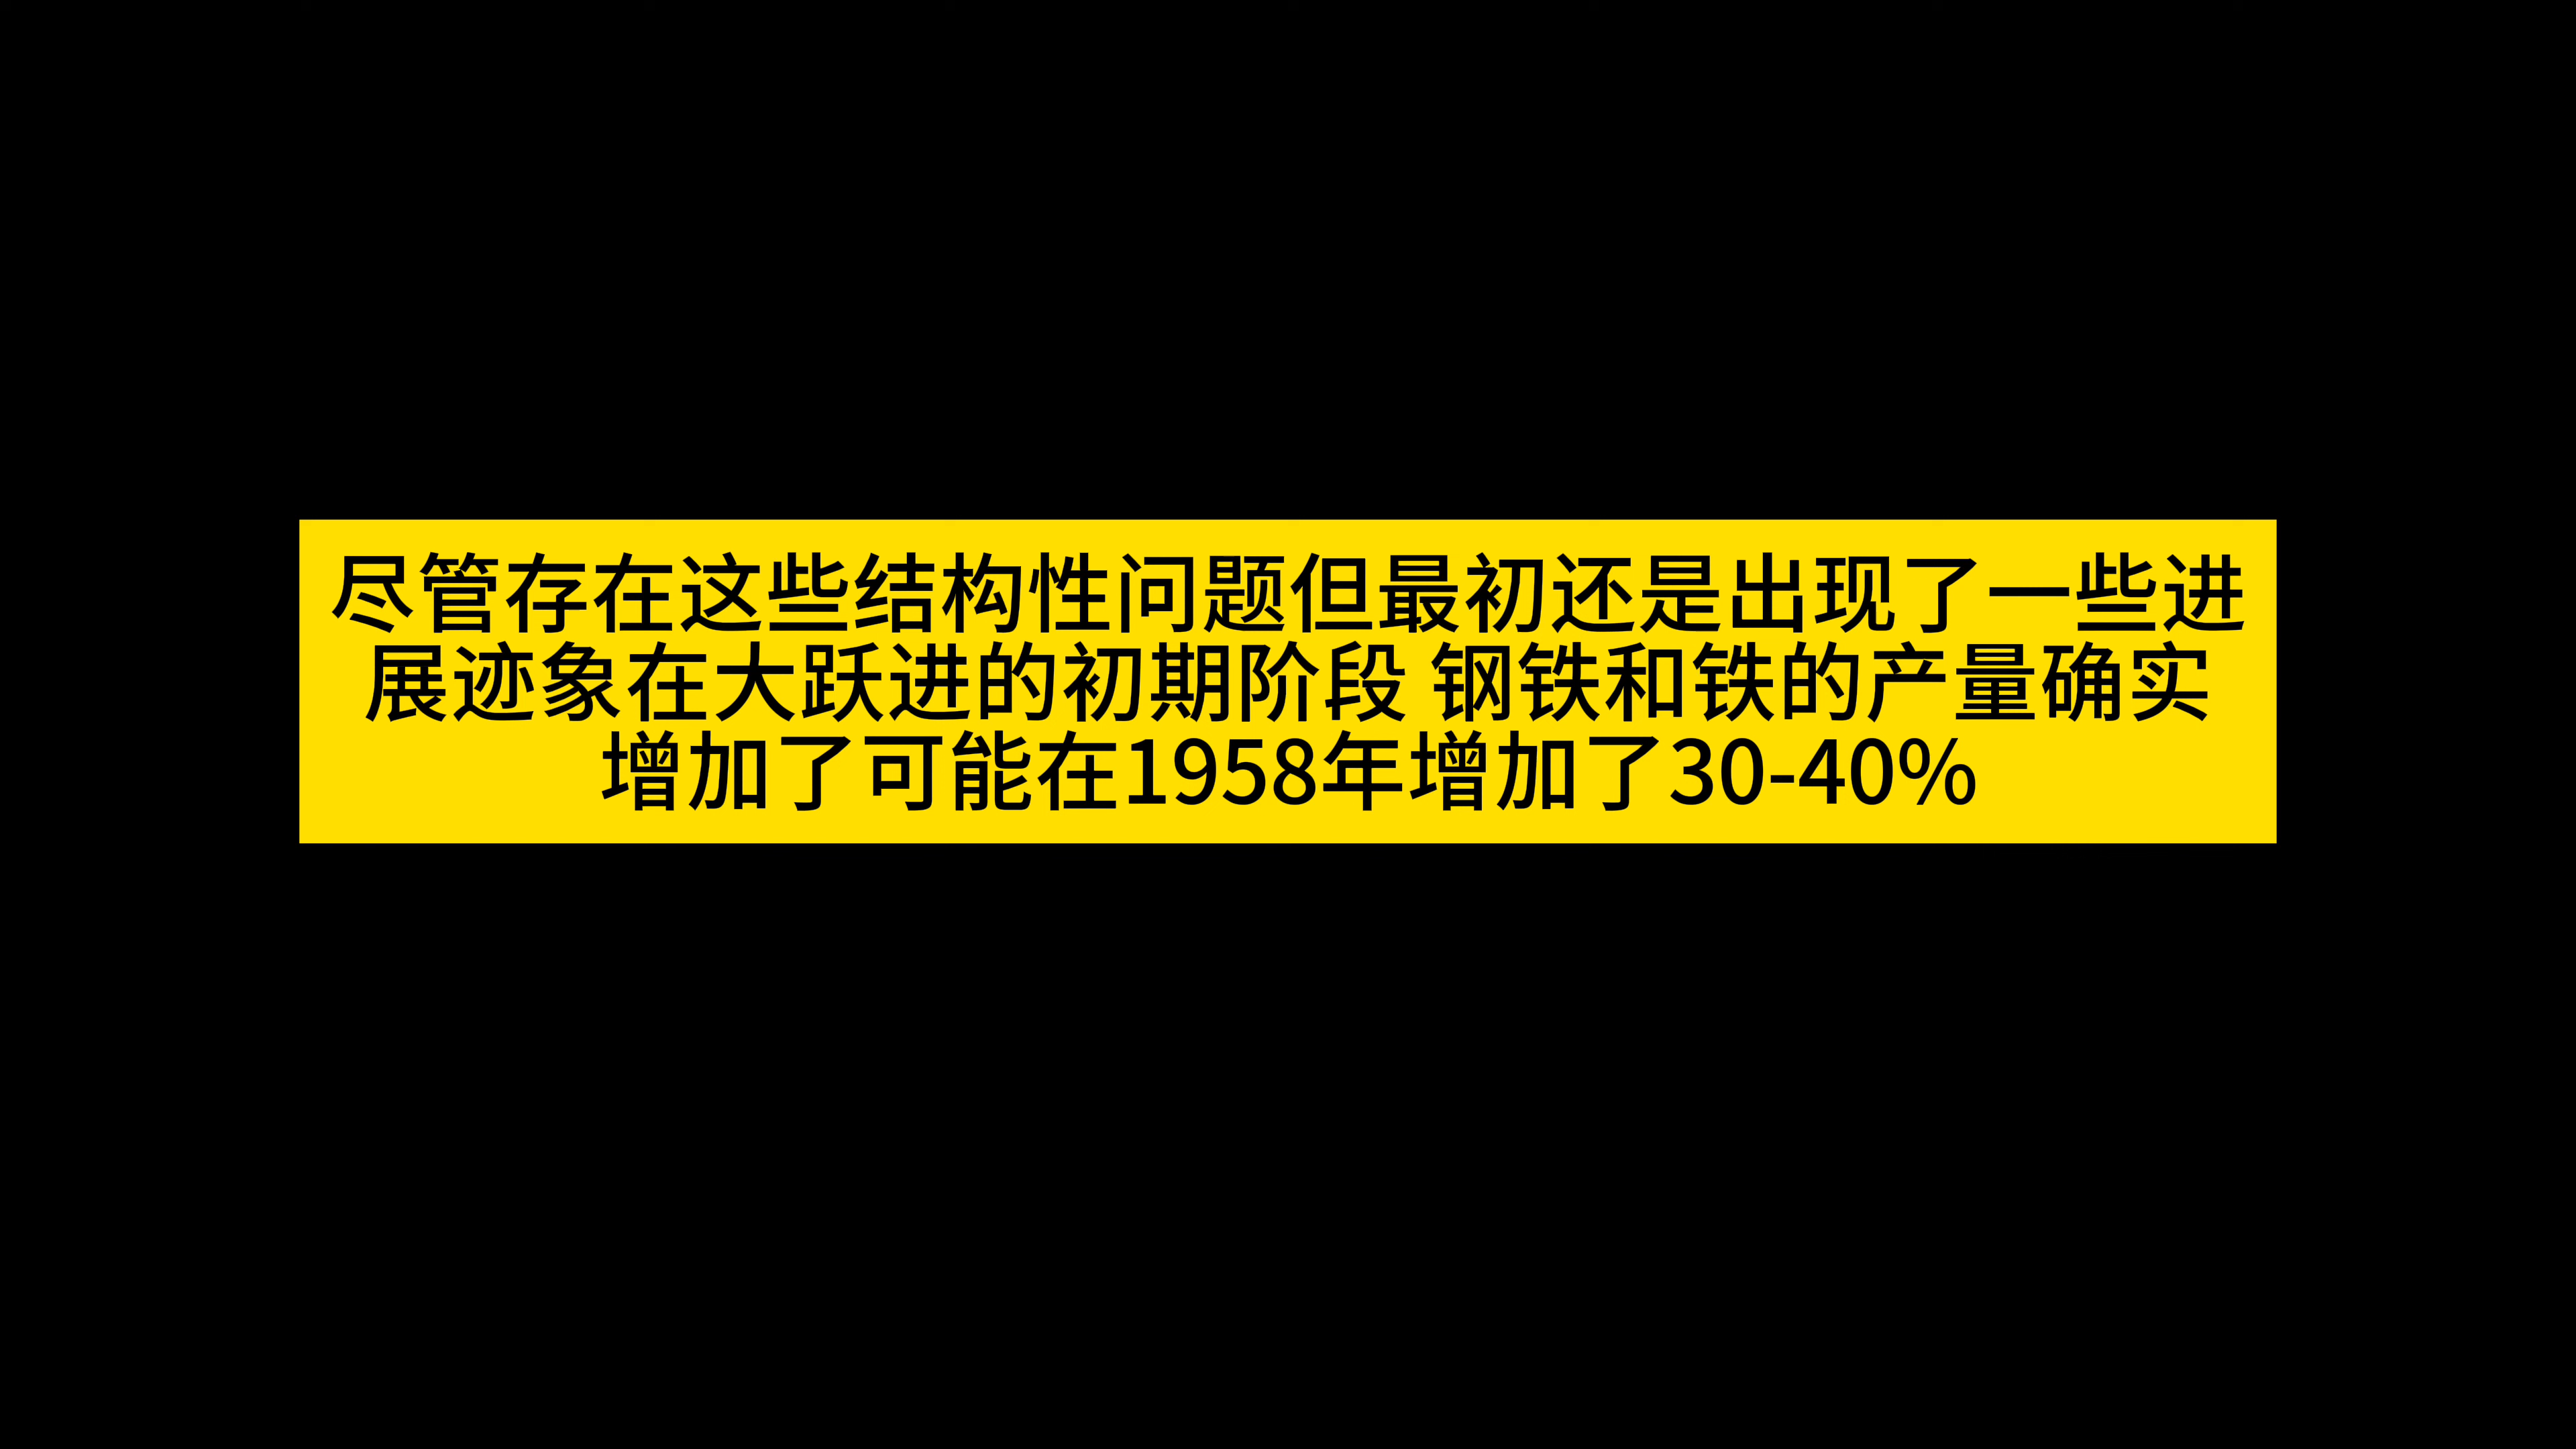 尽管存在这些结构性问题但最初还是出现了一些进
展迹象在大跃进的初期阶段 钢铁和铁的产量确实
增加了可能在1958年增加了30-40%